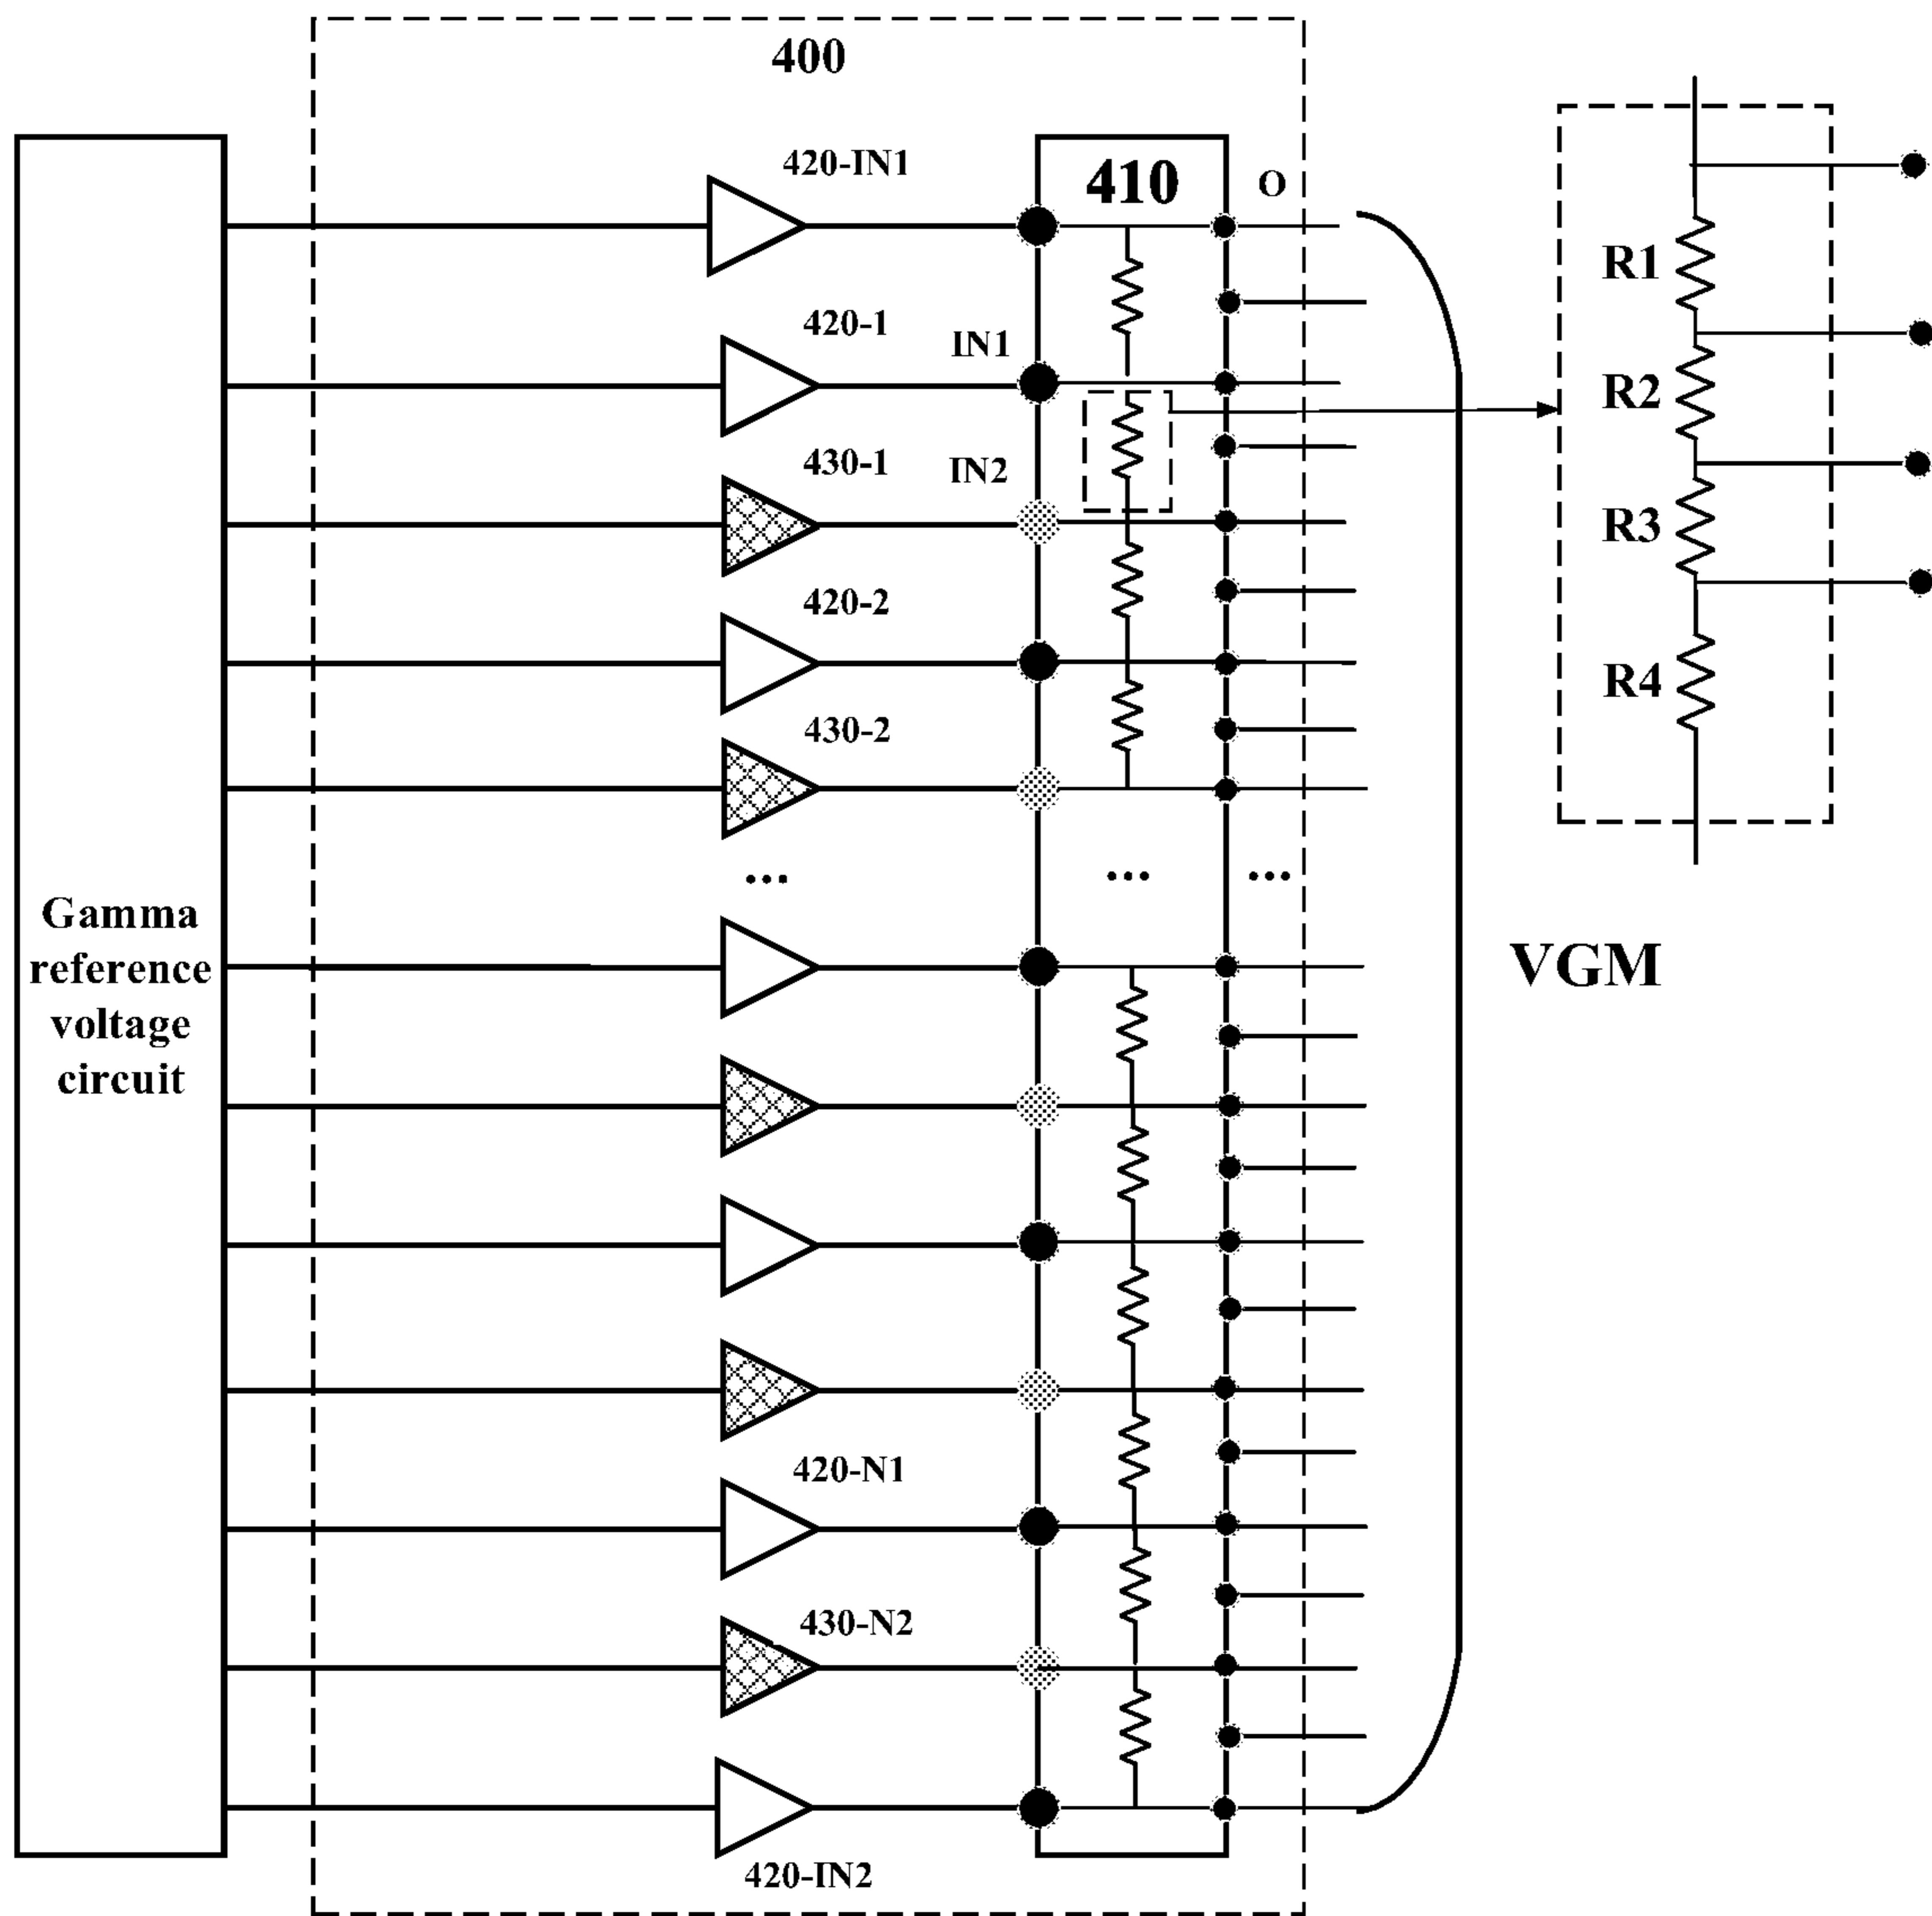 400
420-IN1
410
O
R1
420-1
IN1
R2
430-1
IN2
R3
420-2
R4
430-2
...
...
...
Gamma
reference
voltage
circuit
VGM
420-N1
430-N2
420-IN2